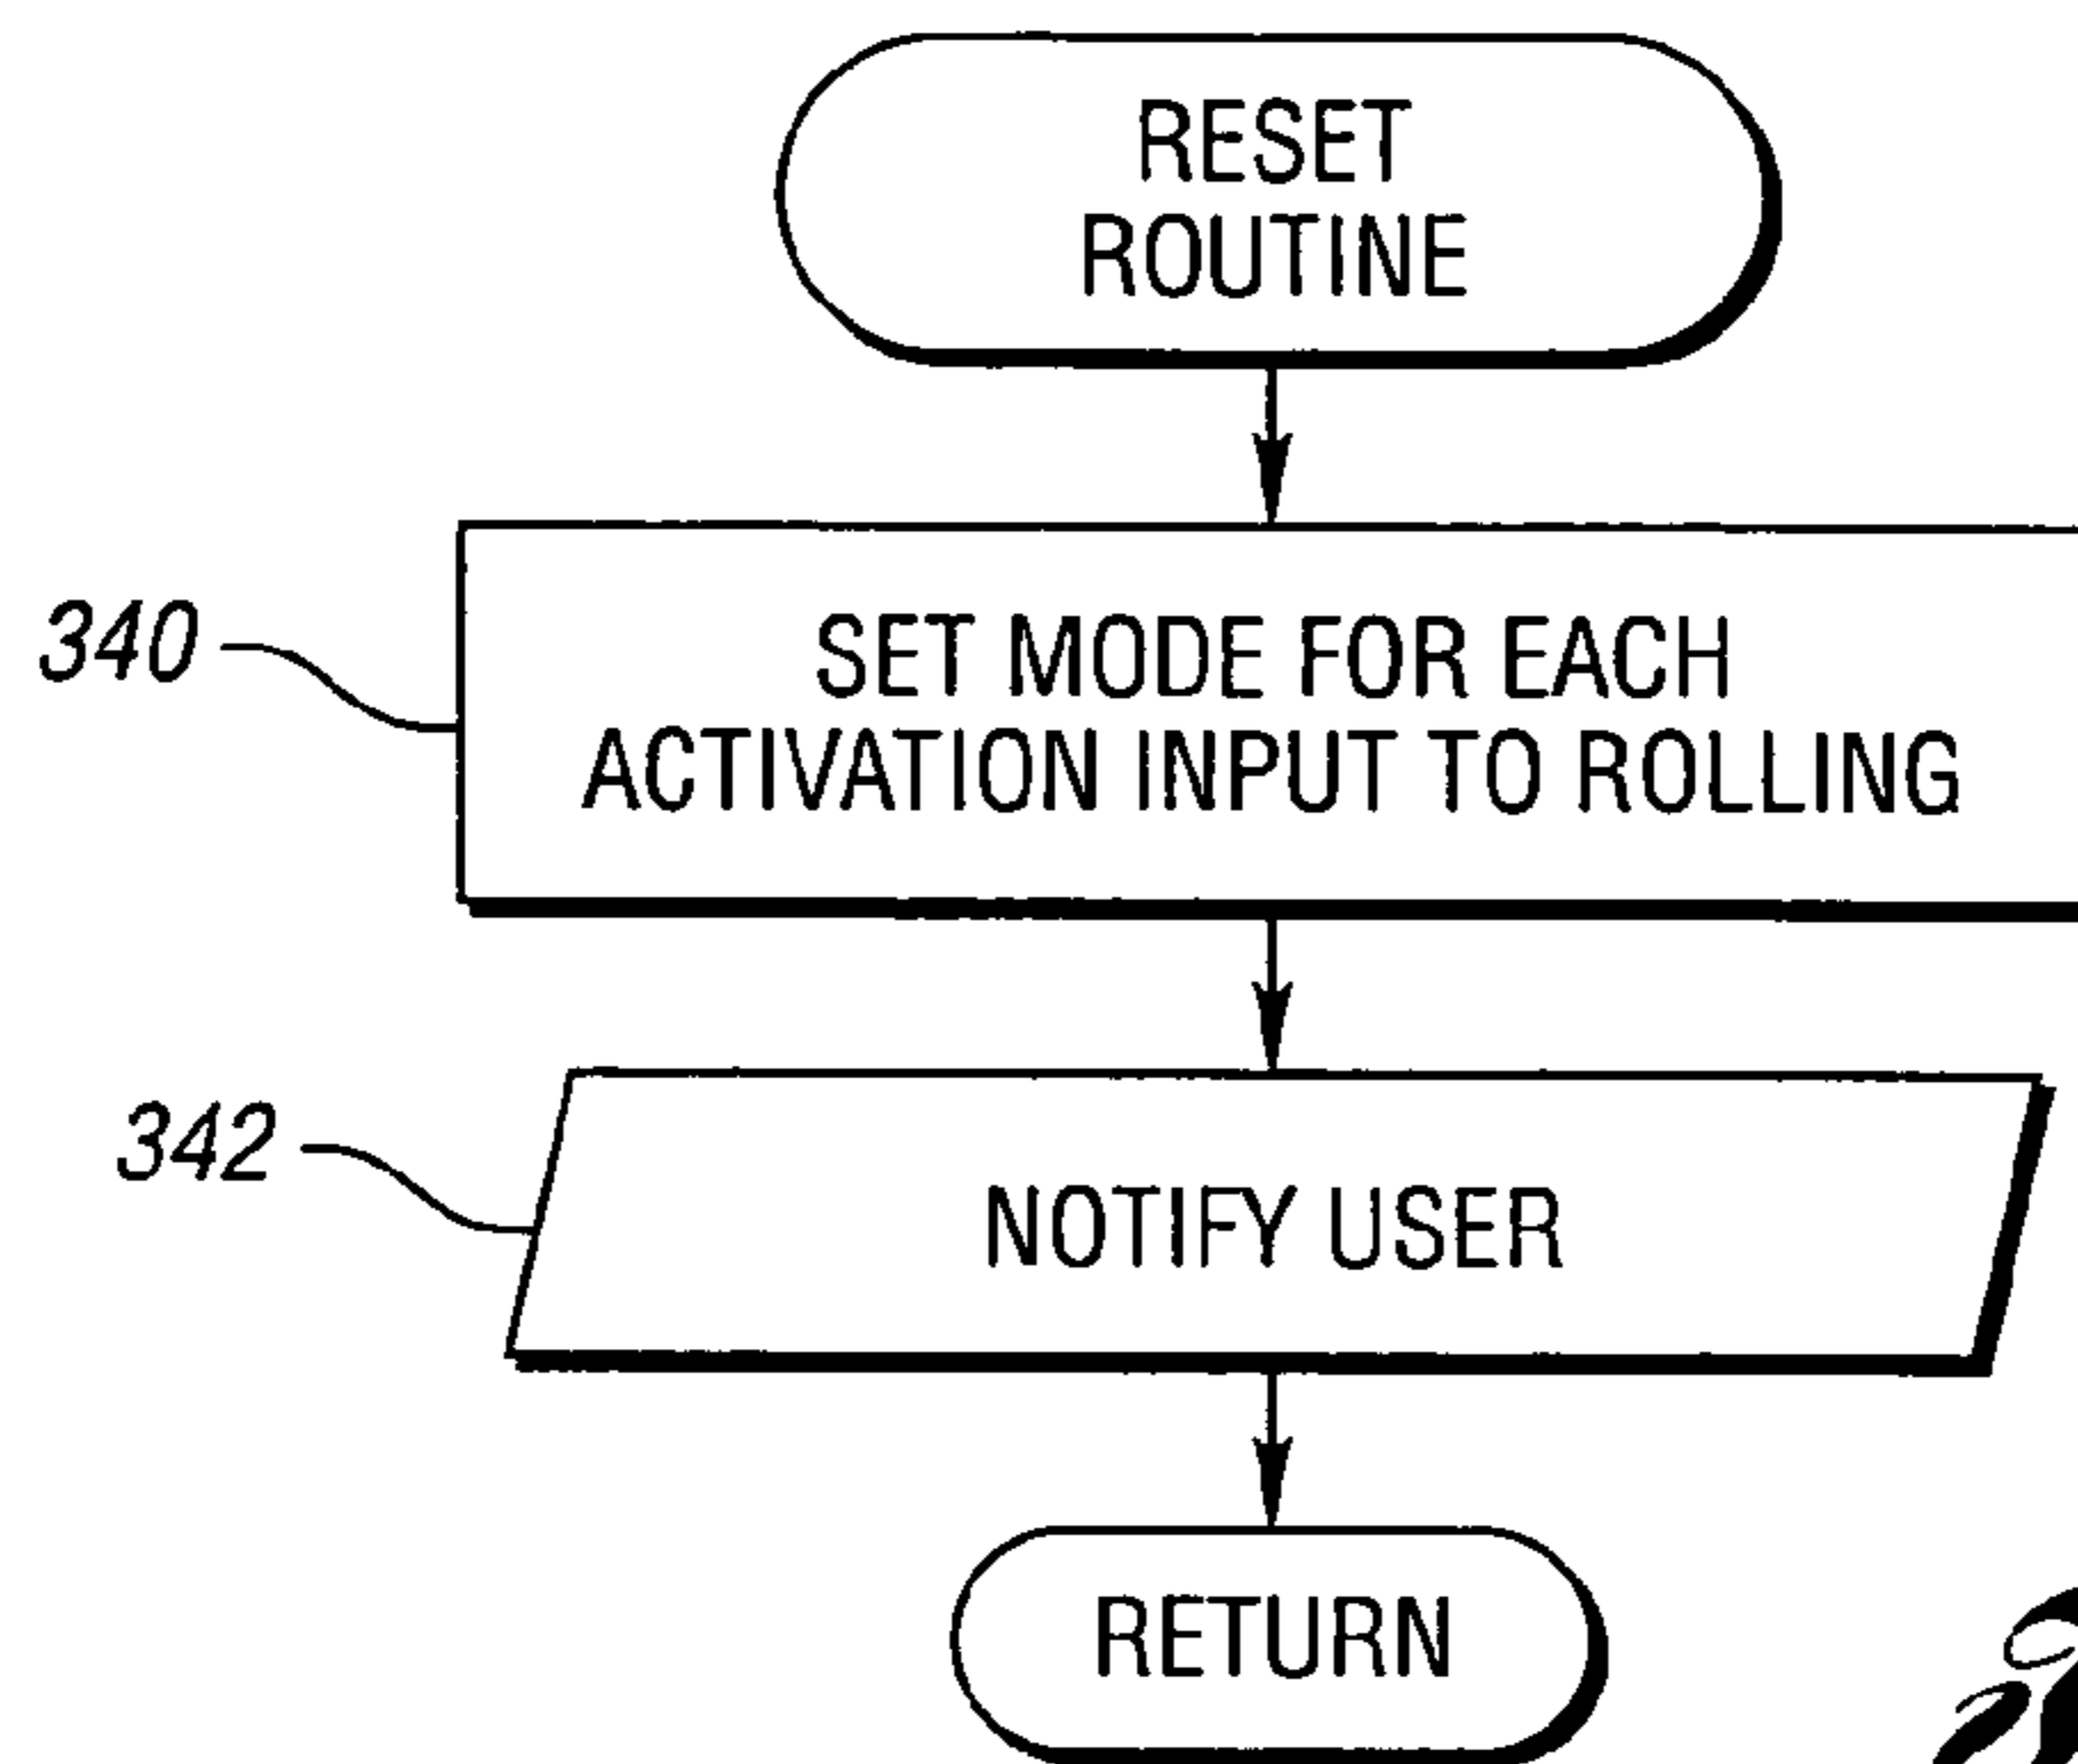 RESET
ROUTINE
340
SET MODE FOR EACH
ACTIVATION INPUT TO ROLLING
342
NOTIFY USER
RETURN